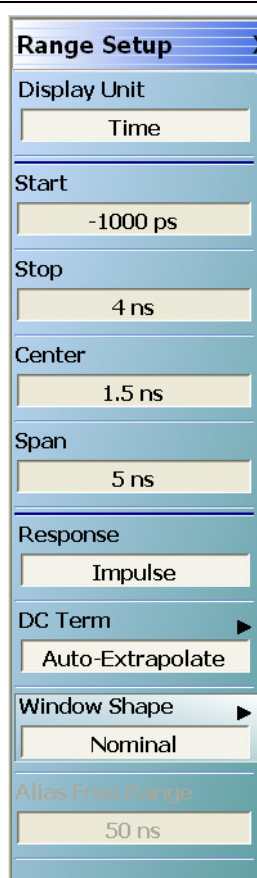 Range Setup
Display Unit
Time
Start
-1000 ps
Stop
4 ns
Center
1.5 ns
Span
5 ns
Response
Impulse
DC Term
Auto-Extrapolate
Window Shape
Nominal
Alias Free Range
50 ns